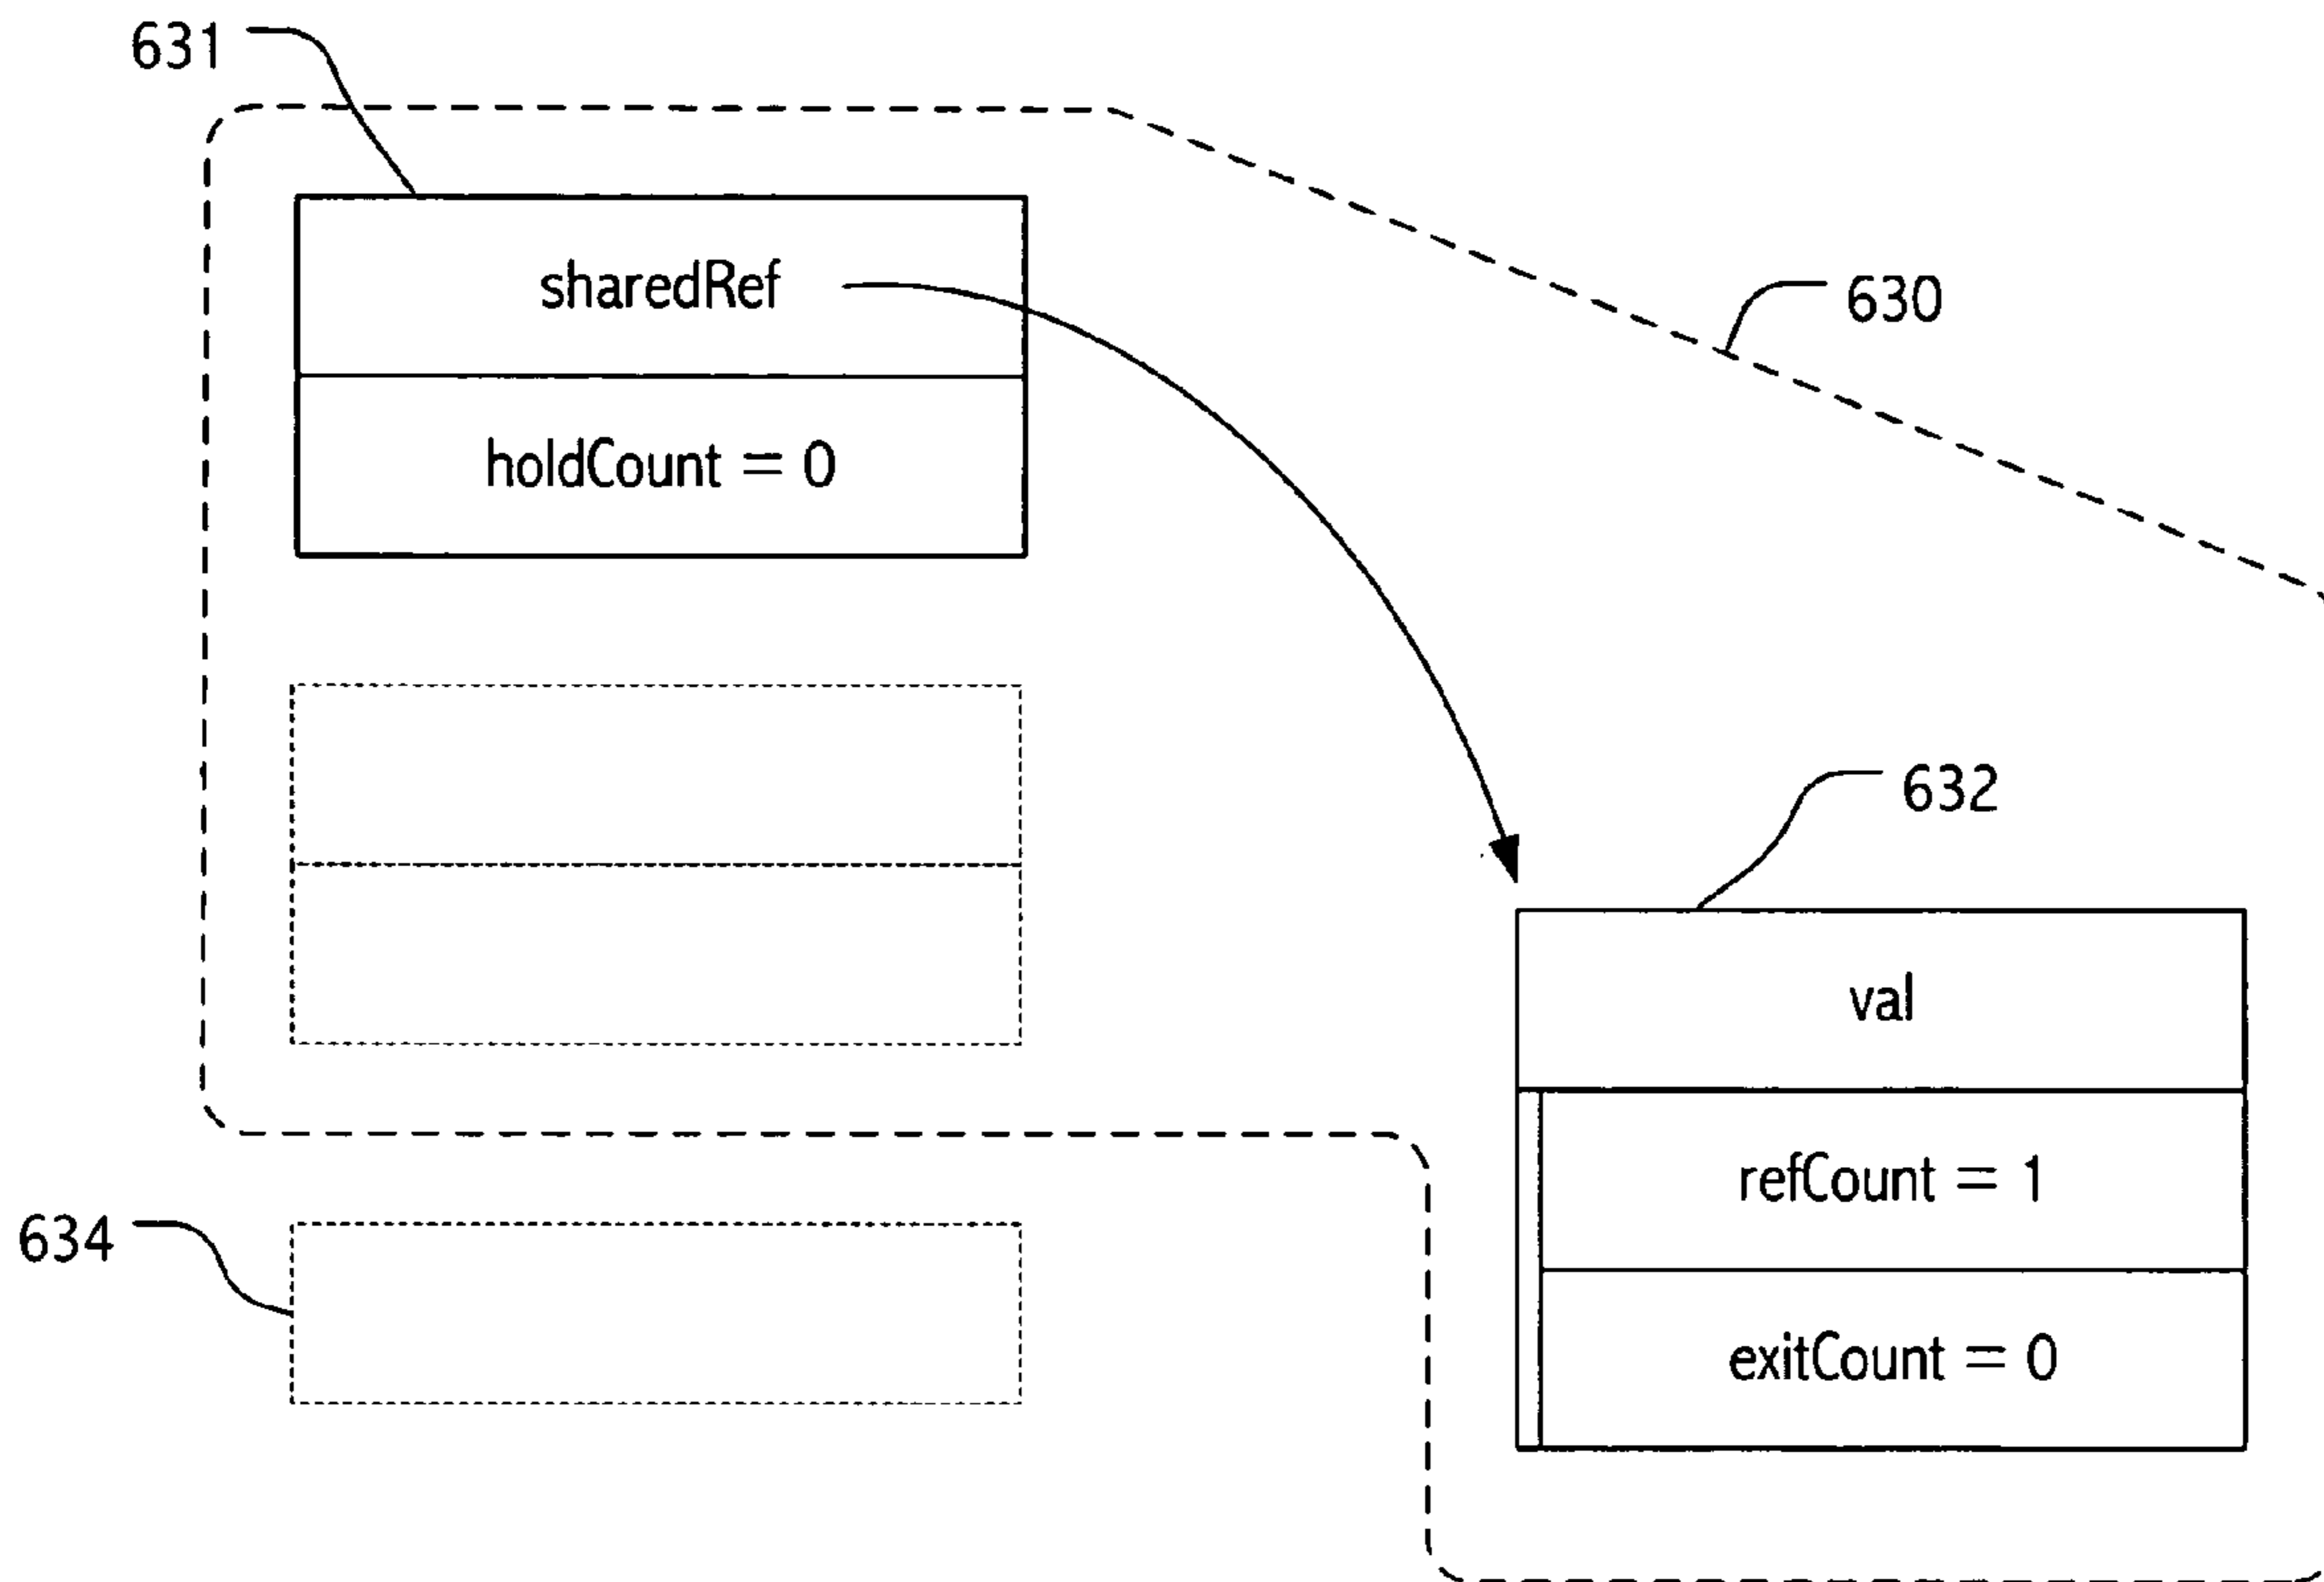 631
sharedRef
630
holdCount = 0
632
val
refCount = 1
634
exitCount = 0